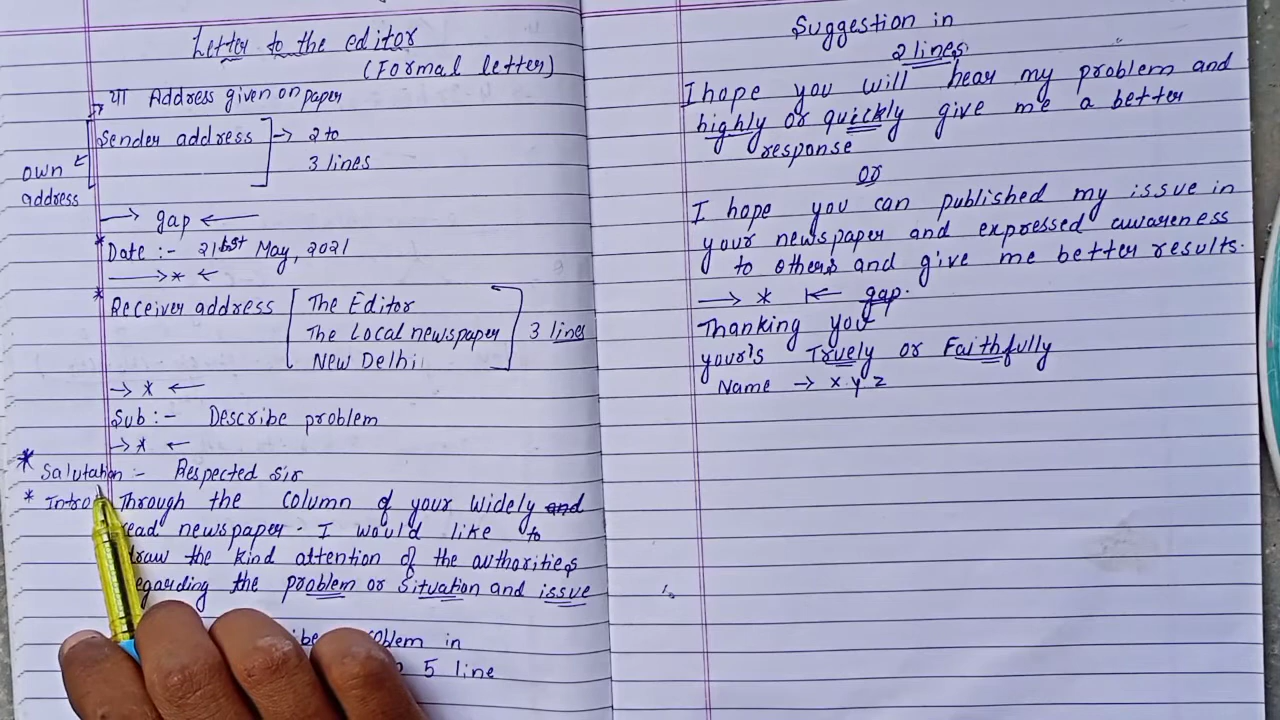 Letter to the editor
(Formal letter)
या Address given on paper
Sender address → 2 to
3 lines
own
address
→ gap ←
* Date :- 21st May, 2021
→ * ←
* Receiver address [ The Editor
The Local newspaper ] 3 lines
New Delhi
→ * ←
Sub :- Describe problem
→ * ←
* Salutation :- Respected sir
* Intro Through the column of your widely and
ead newspaper. I would like to
draw the kind attention of the authorities
egarding the problem or situation and issue
in
5 line
Suggestion in
2 lines.
I hope you will hear my problem and
highly or quickly give me a better
response
or
I hope you can published my issue in
your newspaper and expressed awareness
to others and give me better results.
→ * ← gap.
Thanking you
your's Truely or Faithfully
Name → x y z